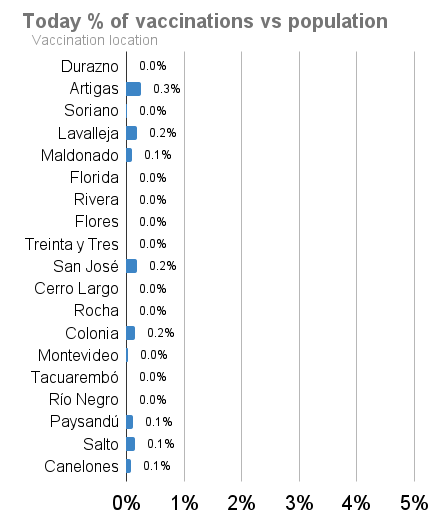 Today % of vaccinations vs population
Vaccination location
Durazno 0.0%
Artigas 0.3%
Soriano 0.0%
Lavalleja 0.2%
Maldonado 0.1%
Florida 0.0%
Rivera 0.0%
Flores 0.0%
Treinta y Tres 0.0%
San José 0.2%
Cerro Largo 0.0%
Rocha 0.0%
Colonia 0.2%
Montevideo 0.0%
Tacuarembó 0.0%
Río Negro 0.0%
Paysandú 0.1%
Salto 0.1%
Canelones 0.1%
0% 1% 2% 3% 4% 5%